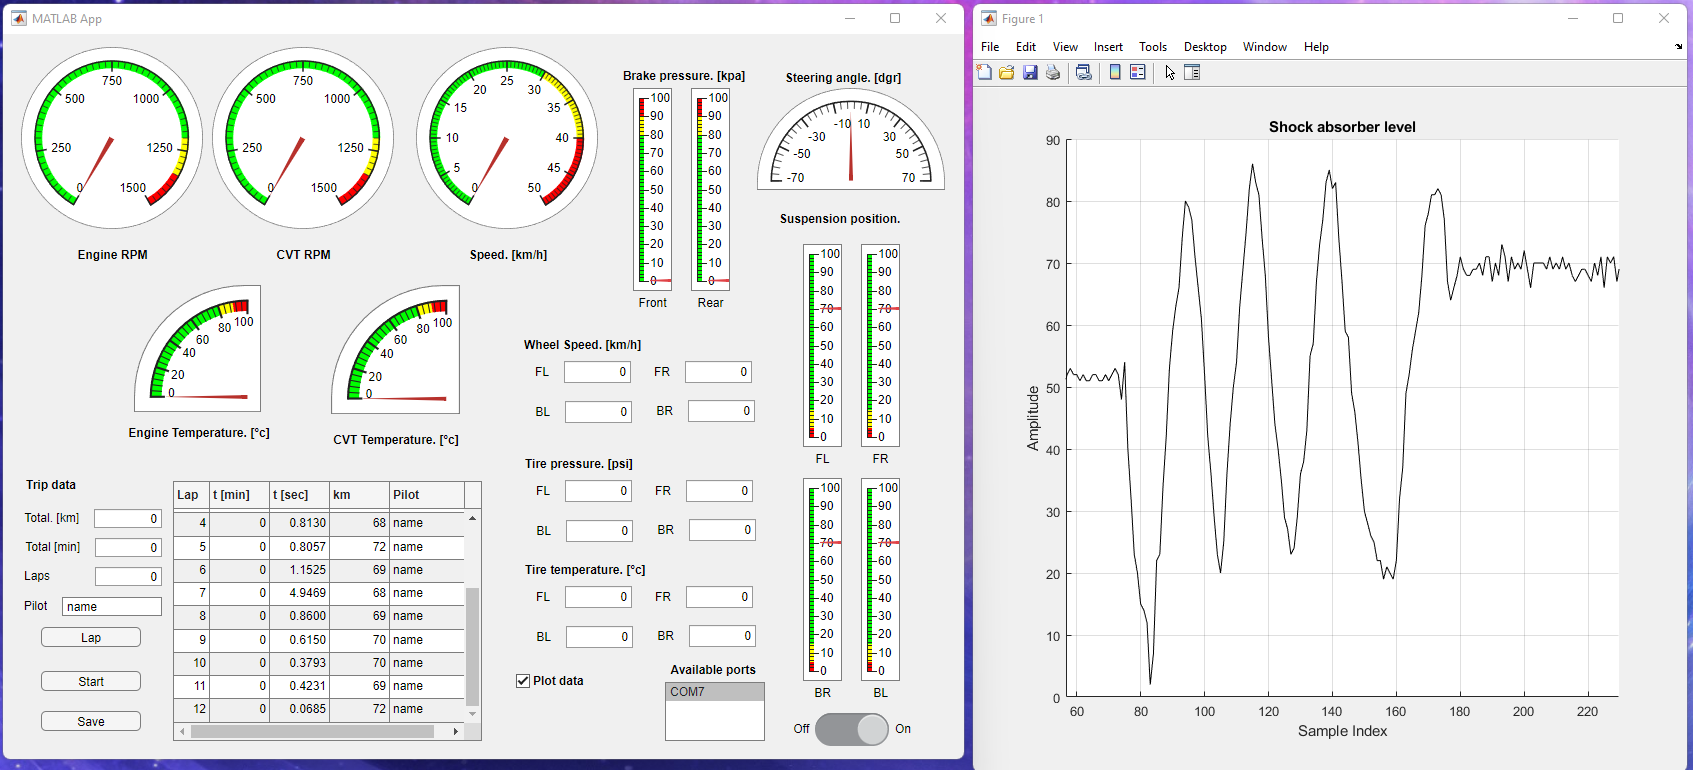 MATLAB App
0
250
500
750
1000
1250
1500
Engine RPM
0
250
500
750
1000
1250
1500
CVT RPM
0
5
10
15
20
25
30
35
40
45
50
Speed. [km/h]
Brake pressure. [kpa]
100
90
80
70
60
50
40
30
20
10
0
Front
100
90
80
70
60
50
40
30
20
10
0
Rear
Steering angle. [dgr]
-70
-50
-30
-10
10
30
50
70
0
20
40
60
80
100
Engine Temperature. [°c]
0
20
40
60
80
100
CVT Temperature. [°c]
Suspension position.
100
90
80
70
60
50
40
30
20
10
0
FL
100
90
80
70
60
50
40
30
20
10
0
FR
100
90
80
70
60
50
40
30
20
10
0
BR
100
90
80
70
60
50
40
30
20
10
0
BL
Wheel Speed. [km/h]
FL 0 FR 0
BL 0 BR 0
Tire pressure. [psi]
FL 0 FR 0
BL 0 BR 0
Tire temperature. [°c]
FL 0 FR 0
BL 0 BR 0
Trip data
Total. [km] 0
Total [min] 0
Laps 0
Pilot name
Lap
Start
Save
Lap t [min] t [sec] km Pilot
4 0 0.8130 68 name
5 0 0.8057 72 name
6 0 1.1525 69 name
7 0 4.9469 68 name
8 0 0.8600 69 name
9 0 0.6150 70 name
10 0 0.3793 70 name
11 0 0.4231 69 name
12 0 0.0685 72 name
Plot data
Available ports
COM7
Off On
Figure 1
File Edit View Insert Tools Desktop Window Help
Shock absorber level
90
80
70
60
50
40
30
20
10
0
Amplitude
60 80 100 120 140 160 180 200 220
Sample Index